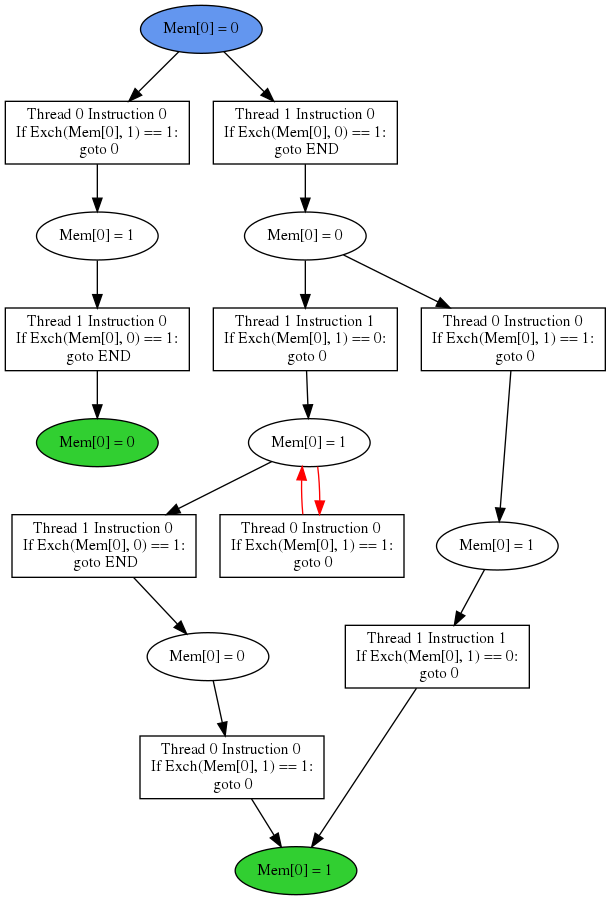 Mem[0] = 0
Thread 0 Instruction 0
If Exch(Mem[0], 1) == 1:
goto 0
Thread 1 Instruction 0
If Exch(Mem[0], 0) == 1:
goto END
Mem[0] = 1
Mem[0] = 0
Thread 1 Instruction 0
If Exch(Mem[0], 0) == 1:
goto END
Thread 1 Instruction 1
If Exch(Mem[0], 1) == 0:
goto 0
Thread 0 Instruction 0
If Exch(Mem[0], 1) == 1:
goto 0
Mem[0] = 0
Mem[0] = 1
Thread 1 Instruction 0
If Exch(Mem[0], 0) == 1:
goto END
Thread 0 Instruction 0
If Exch(Mem[0], 1) == 1:
goto 0
Mem[0] = 1
Mem[0] = 0
Thread 1 Instruction 1
If Exch(Mem[0], 1) == 0:
goto 0
Thread 0 Instruction 0
If Exch(Mem[0], 1) == 1:
goto 0
Mem[0] = 1